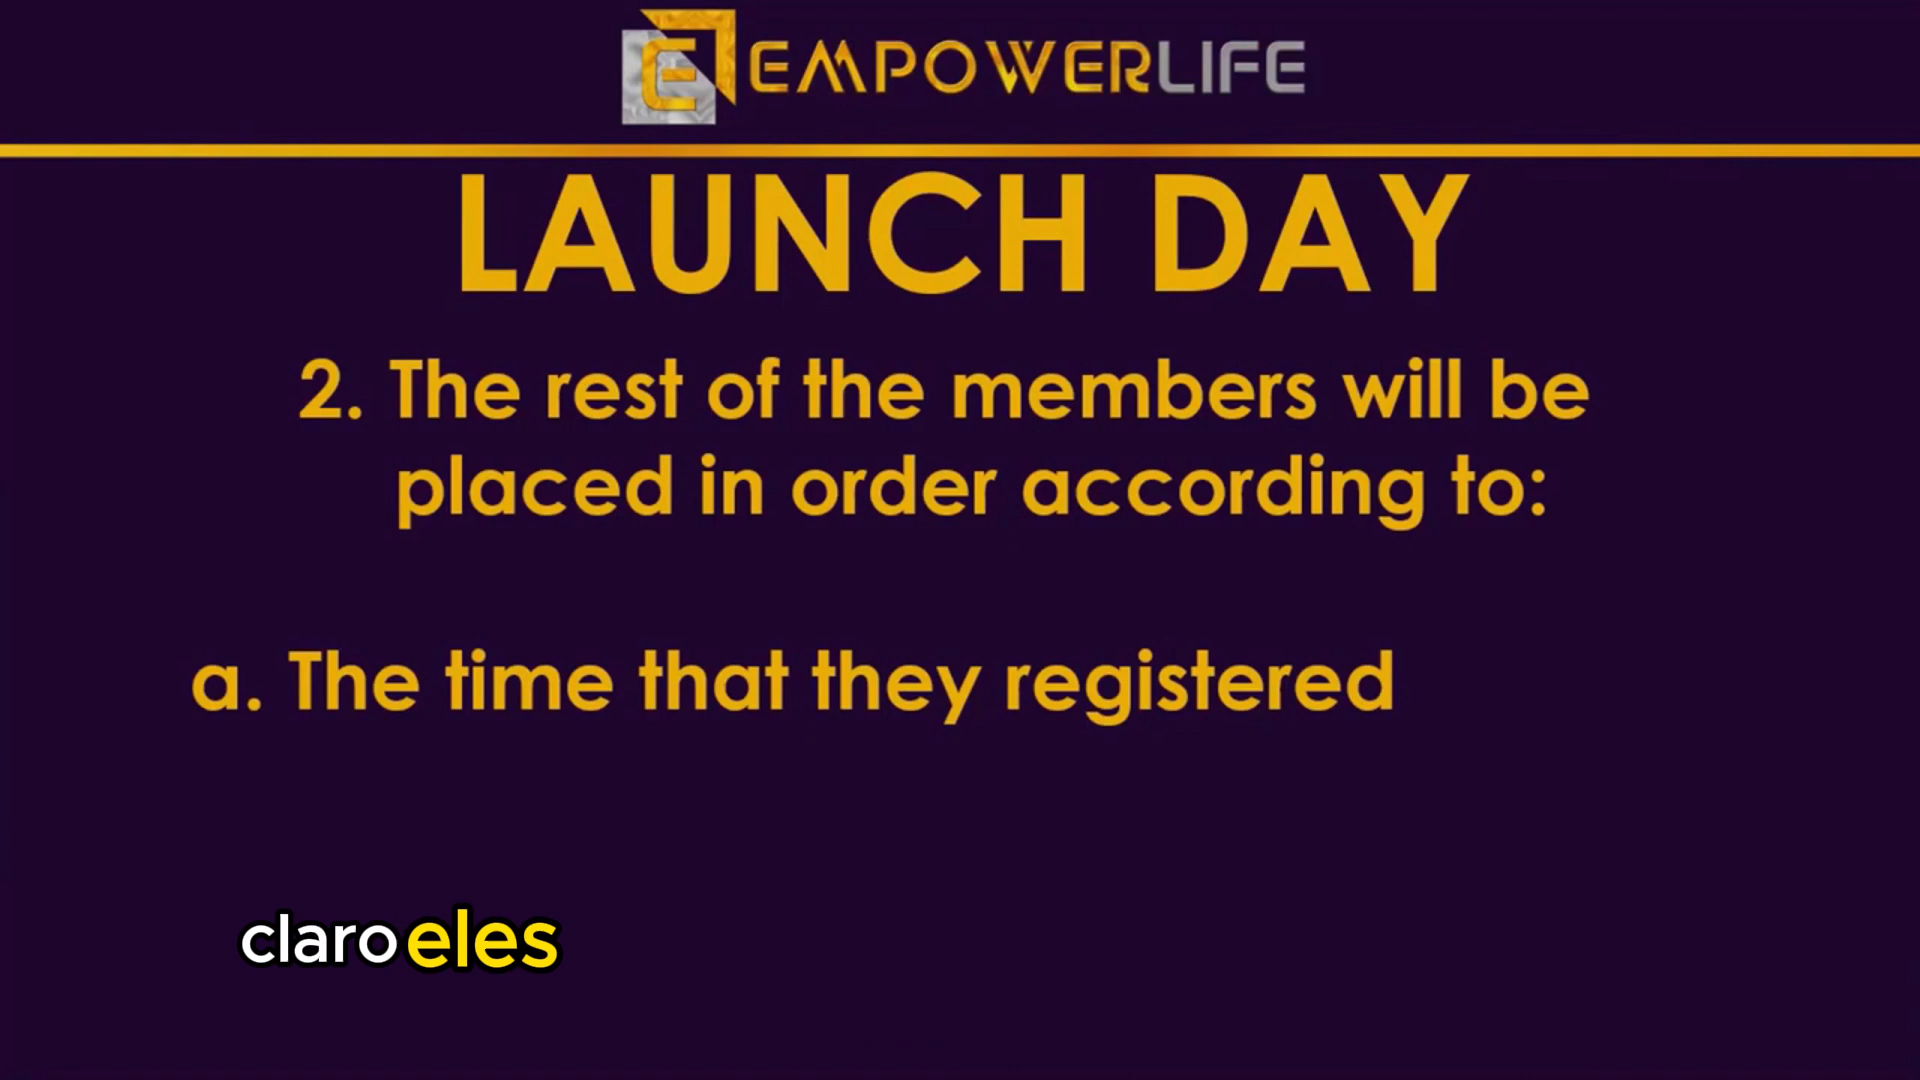 EMPOWERLIFE
LAUNCH DAY
2. The rest of the members will be
placed in order according to:
a. The time that they registered
claro eles